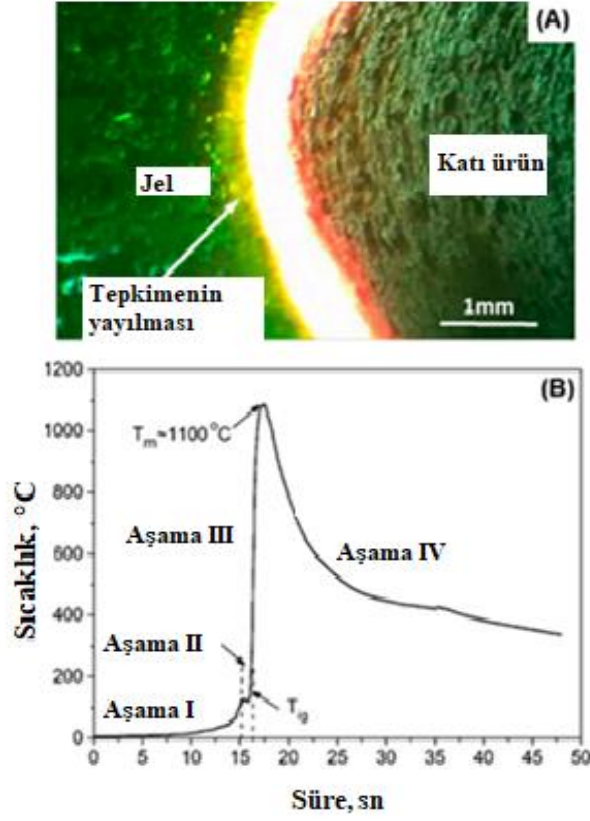 (A)
Jel
Katı ürün
Tepkimenin
yayılması
1mm
(B)
1200
1000
800
600
400
200
0
Sıcaklık, °C
Tm≈1100°C
Aşama III
Aşama IV
Aşama II
Aşama I
Tig
0 5 10 15 20 25 30 35 40 45 50
Süre, sn